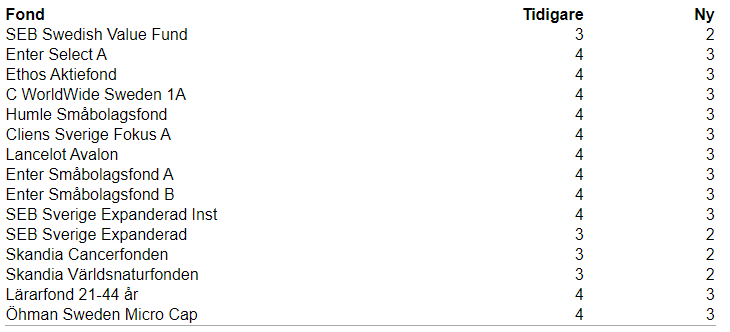 Fond Tidigare Ny
SEB Swedish Value Fund 3 2
Enter Select A 4 3
Ethos Aktiefond 4 3
C WorldWide Sweden 1A 4 3
Humle Småbolagsfond 4 3
Cliens Sverige Fokus A 4 3
Lancelot Avalon 4 3
Enter Småbolagsfond A 4 3
Enter Småbolagsfond B 4 3
SEB Sverige Expanderad Inst 4 3
SEB Sverige Expanderad 3 2
Skandia Cancerfonden 3 2
Skandia Världsnaturfonden 3 2
Lärarfond 21-44 år 4 3
Öhman Sweden Micro Cap 4 3